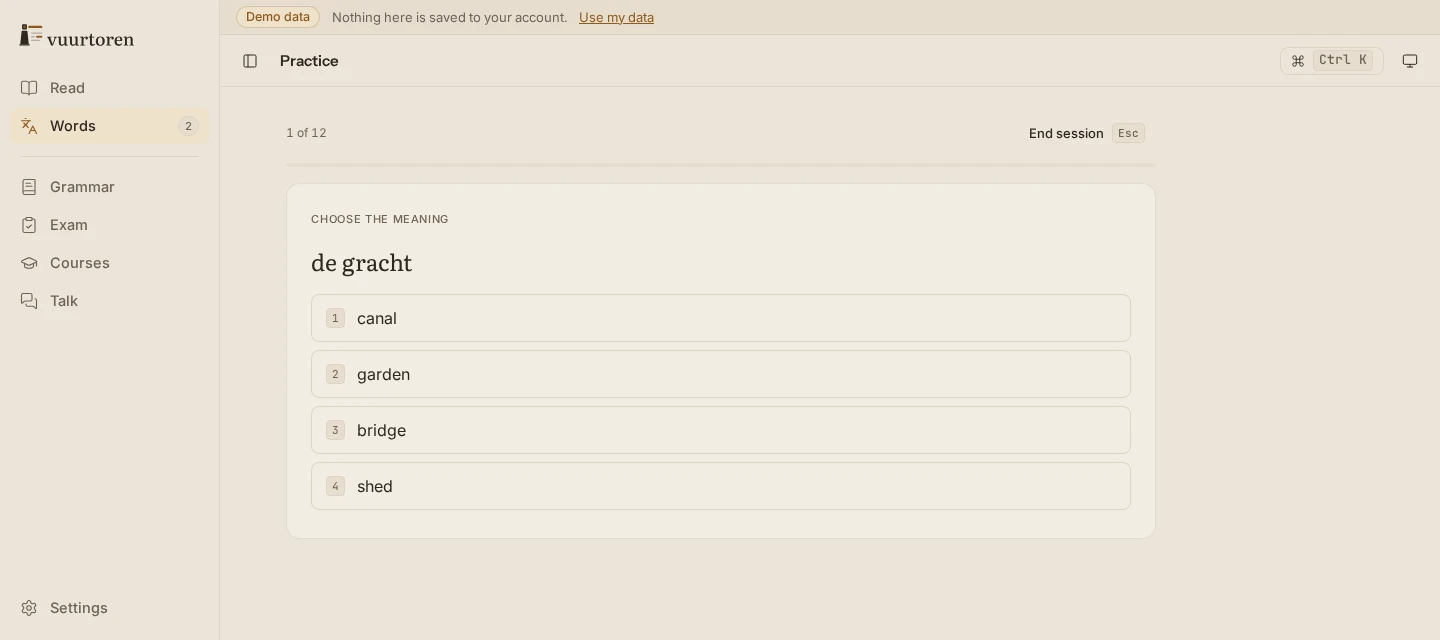 vuurtoren
Read
Words 2
Grammar
Exam
Courses
Talk
Settings
Demo data Nothing here is saved to your account. Use my data
Practice ⌘ Ctrl K
1 of 12 End session Esc
CHOOSE THE MEANING
de gracht
1 canal
2 garden
3 bridge
4 shed